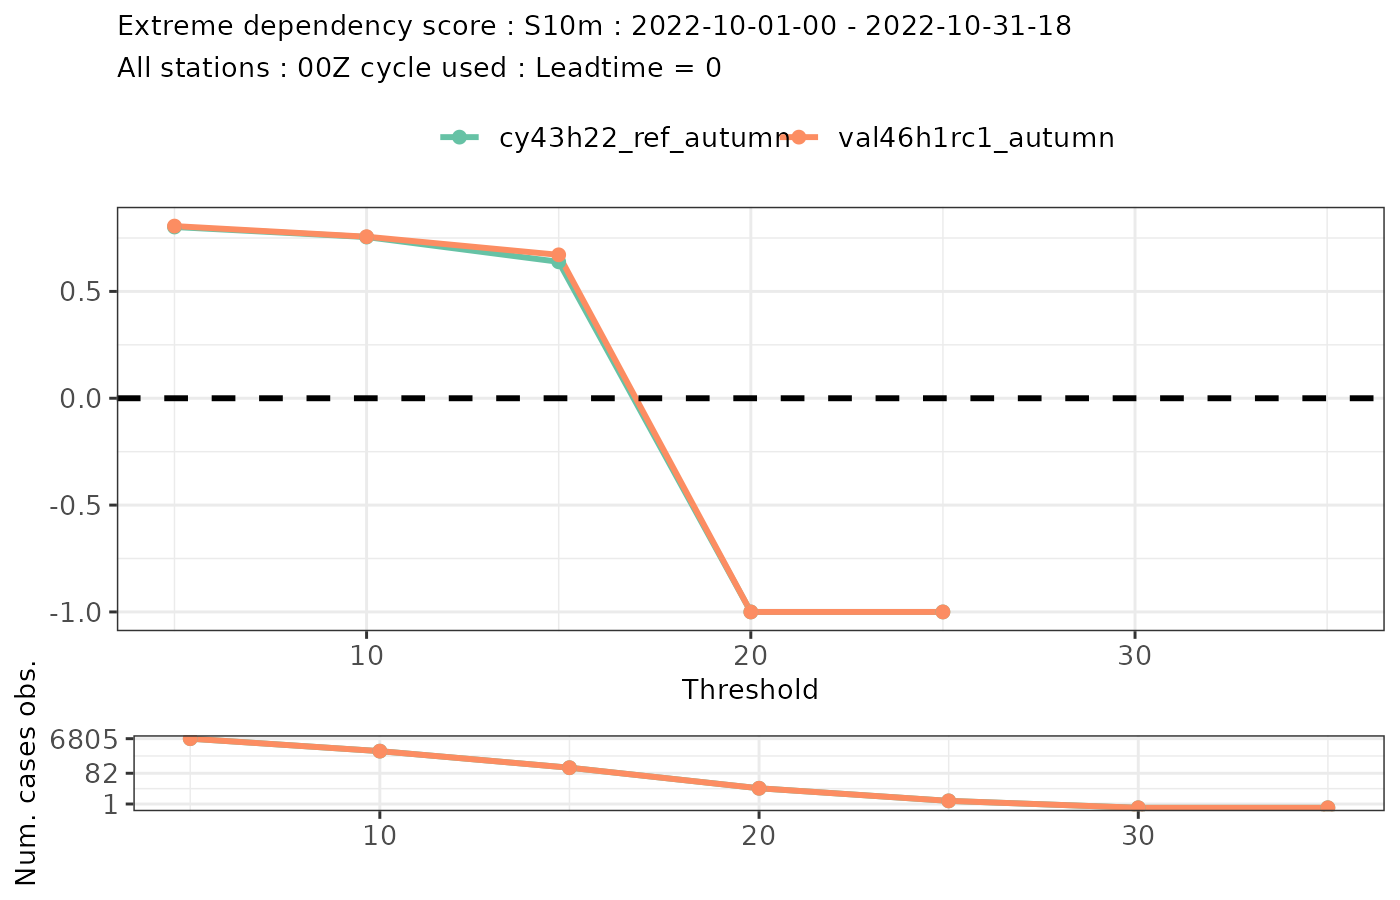 Extreme dependency score : S10m : 2022-10-01-00 - 2022-10-31-18
All stations : 00Z cycle used : Leadtime = 0
cy43h22_ref_autumn val46h1rc1_autumn
0.5
0.0
-0.5
-1.0
10 20 30
Threshold
Num. cases obs.
6805
82
1
10 20 30